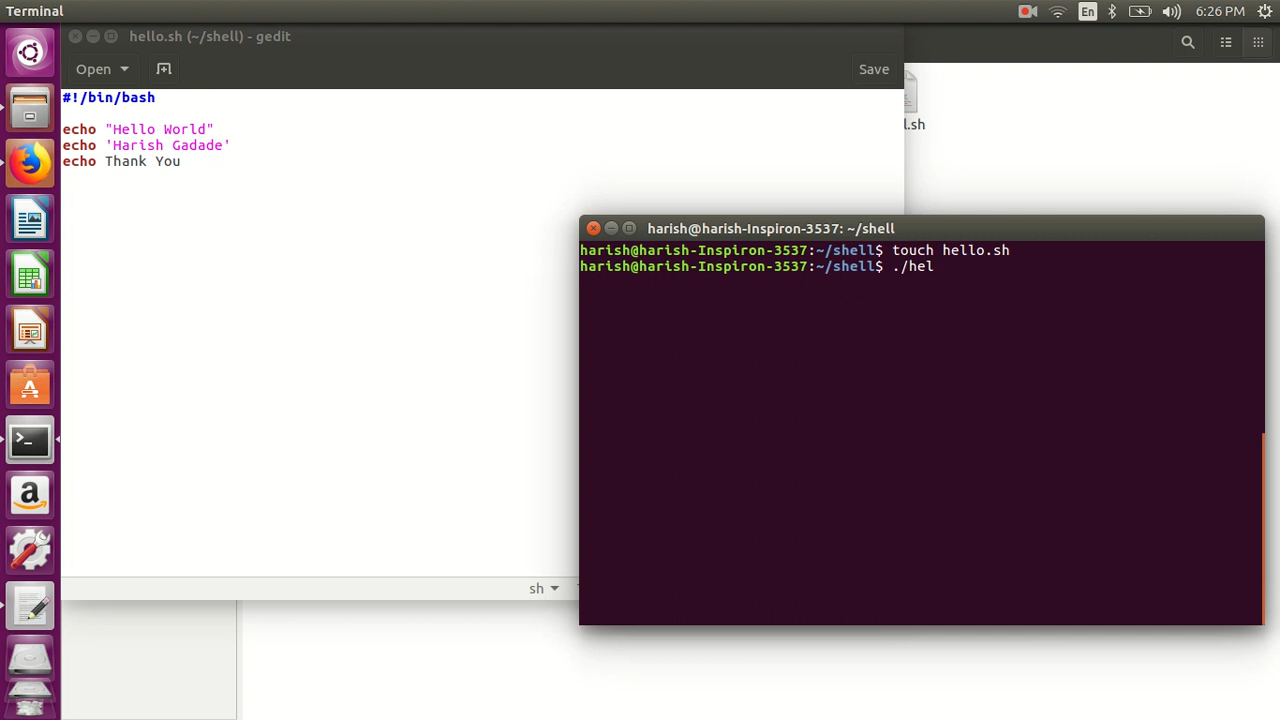 Terminal
En
6:26 PM
hello.sh (~/shell) - gedit
Open
Save
#!/bin/bash
echo "Hello World"
echo 'Harish Gadade'
echo Thank You
l.sh
harish@harish-Inspiron-3537: ~/shell
harish@harish-Inspiron-3537:~/shell$ touch hello.sh
harish@harish-Inspiron-3537:~/shell$ ./hel
sh